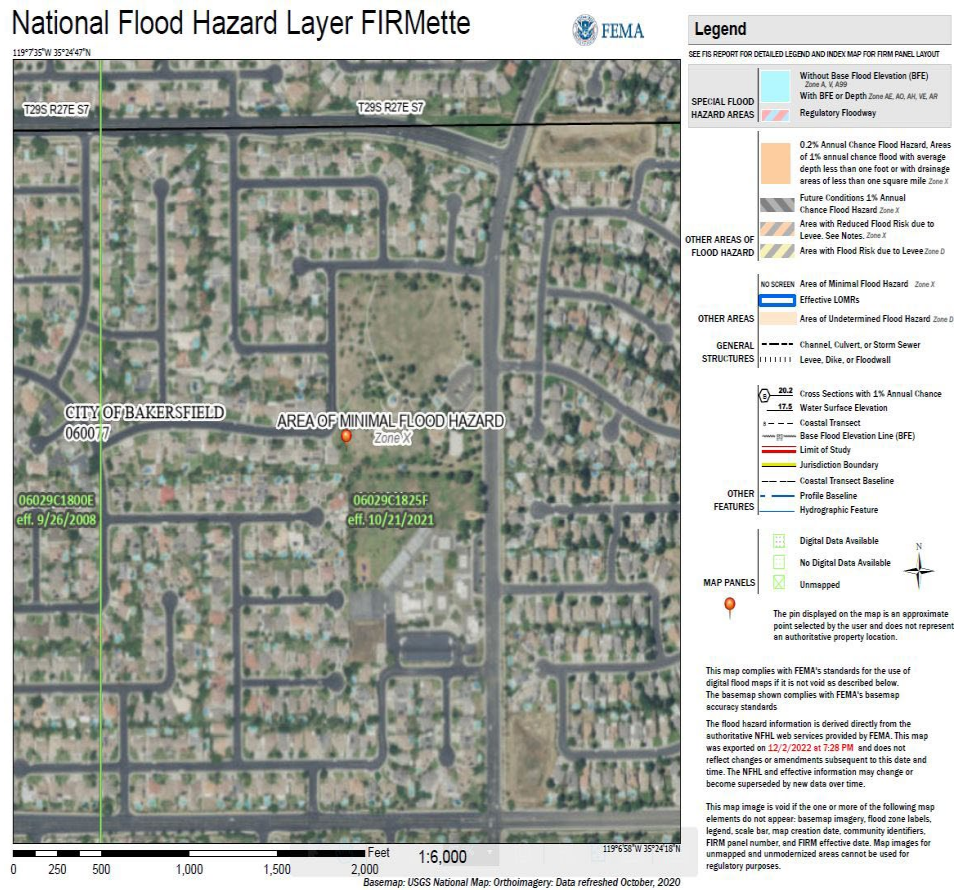 National Flood Hazard Layer FIRMette
FEMA
119°7'35"W 35°24'47"N
T29S R27E S7
T29S R27E S7
CITY OF BAKERSFIELD
060077
AREA OF MINIMAL FLOOD HAZARD
Zone X
06029C1800E
eff. 9/26/2008
06029C1825F
eff. 10/21/2021
119°6'58"W 35°24'18"N
Feet
1:6,000
0 250 500 1,000 1,500 2,000
Basemap: USGS National Map: Orthoimagery: Data refreshed October, 2020
Legend
SEE FIS REPORT FOR DETAILED LEGEND AND INDEX MAP FOR FIRM PANEL LAYOUT
SPECIAL FLOOD
HAZARD AREAS
Without Base Flood Elevation (BFE)
Zone A, V, A99
With BFE or Depth Zone AE, AO, AH, VE, AR
Regulatory Floodway
0.2% Annual Chance Flood Hazard, Areas
of 1% annual chance flood with average
depth less than one foot or with drainage
areas of less than one square mile Zone X
Future Conditions 1% Annual
Chance Flood Hazard Zone X
Area with Reduced Flood Risk due to
Levee. See Notes. Zone X
Area with Flood Risk due to Levee Zone D
OTHER AREAS OF
FLOOD HAZARD
NO SCREEN Area of Minimal Flood Hazard Zone X
Effective LOMRs
Area of Undetermined Flood Hazard Zone D
OTHER AREAS
Channel, Culvert, or Storm Sewer
Levee, Dike, or Floodwall
GENERAL
STRUCTURES
B 20.2 Cross Sections with 1% Annual Chance
17.5 Water Surface Elevation
8 Coastal Transect
513 Base Flood Elevation Line (BFE)
Limit of Study
Jurisdiction Boundary
Coastal Transect Baseline
Profile Baseline
Hydrographic Feature
OTHER
FEATURES
Digital Data Available
No Digital Data Available
Unmapped
MAP PANELS
N
The pin displayed on the map is an approximate
point selected by the user and does not represent
an authoritative property location.
This map complies with FEMA's standards for the use of
digital flood maps if it is not void as described below.
The basemap shown complies with FEMA's basemap
accuracy standards
The flood hazard information is derived directly from the
authoritative NFHL web services provided by FEMA. This map
was exported on 12/2/2022 at 7:28 PM and does not
reflect changes or amendments subsequent to this date and
time. The NFHL and effective information may change or
become superseded by new data over time.
This map image is void if the one or more of the following map
elements do not appear: basemap imagery, flood zone labels,
legend, scale bar, map creation date, community identifiers,
FIRM panel number, and FIRM effective date. Map images for
unmapped and unmodernized areas cannot be used for
regulatory purposes.